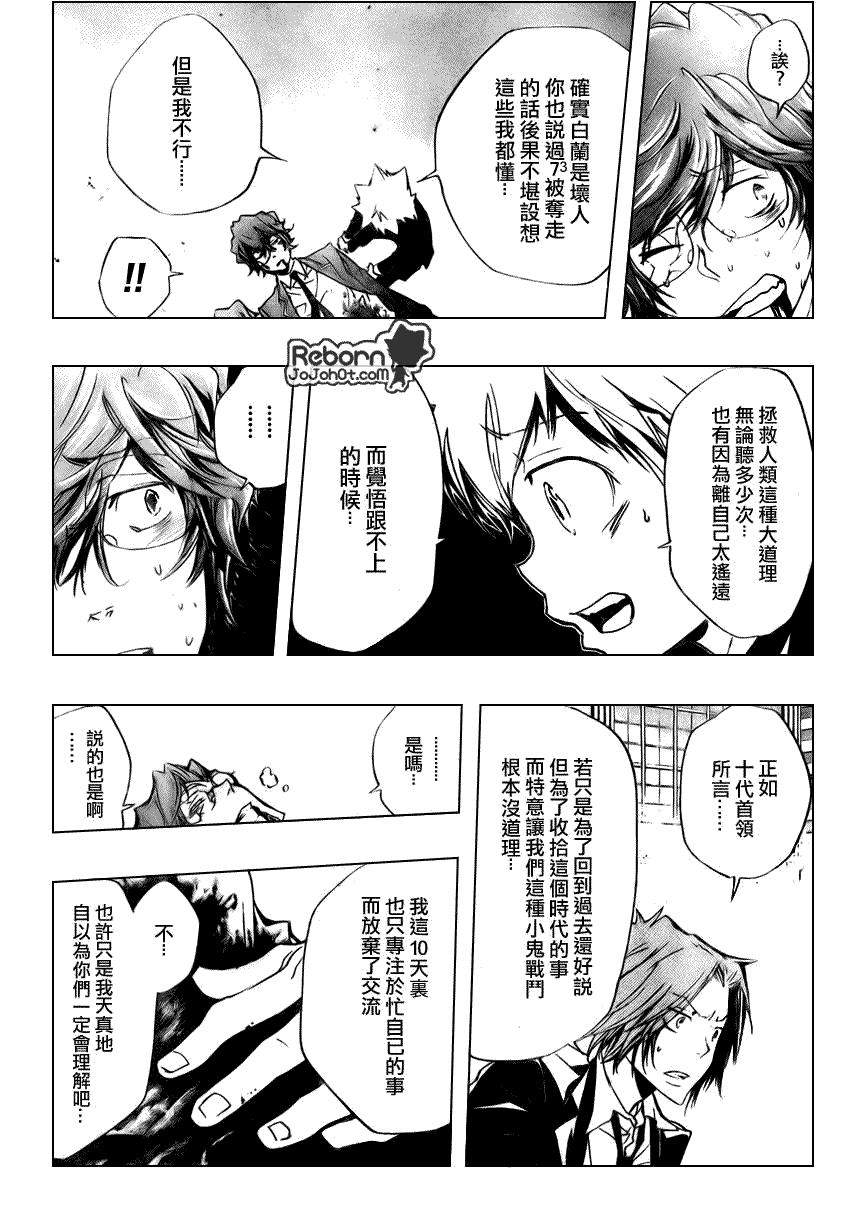 …誒?
確實白蘭是壞人
你也説過7³被奪走
的話後果不堪設想
這些我都懂…
但是我不行……
!!
Reborn
JoJoHOt.com
拯救人類這種大道理
無論聽多少次…
也有因為離自己太遙遠
而覺悟跟不上
的時候…
……
正如
十代首領
所言……
若只是為了回到過去還好說
但為了收拾這個時代的事
而特意讓我們這種小鬼戰鬥
根本沒道理…
是嗎…
……
説的也是啊
……
我這10天裏
也只專注於忙自己的事
而放棄了交流
不…
也許只是我天真地
自以為你們一定會理解吧…